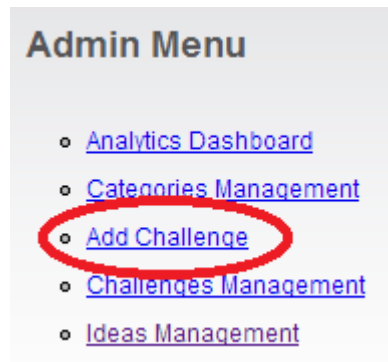 Admin Menu
Analytics Dashboard
Categories Management
Add Challenge
Challenges Management
Ideas Management